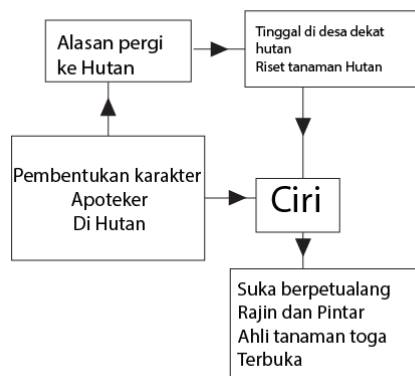 Alasan pergi
ke Hutan
Tinggal di desa dekat
hutan
Riset tanaman Hutan
Pembentukan karakter
Apoteker
Di Hutan
Ciri
Suka berpetualang
Rajin dan Pintar
Ahli tanaman toga
Terbuka